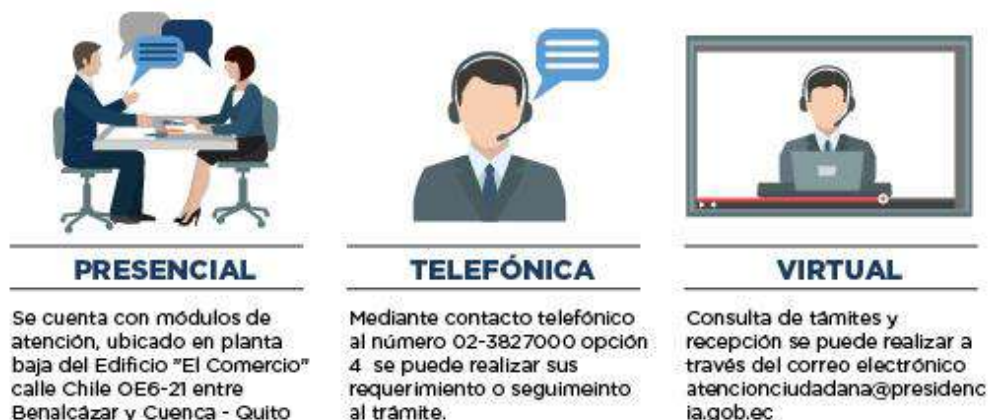 PRESENCIAL
Se cuenta con módulos de
atención, ubicado en planta
baja del Edificio "El Comercio"
calle Chile OE6-21 entre
Benalcázar y Cuenca - Quito
TELEFÓNICA
Mediante contacto telefónico
al número 02-3827000 opción
4 se puede realizar sus
requerimiento o seguimeinto
al trámite.
VIRTUAL
Consulta de támites y
recepción se puede realizar a
través del correo electrónico
atencionciudadana@presidenc
ia.gob.ec